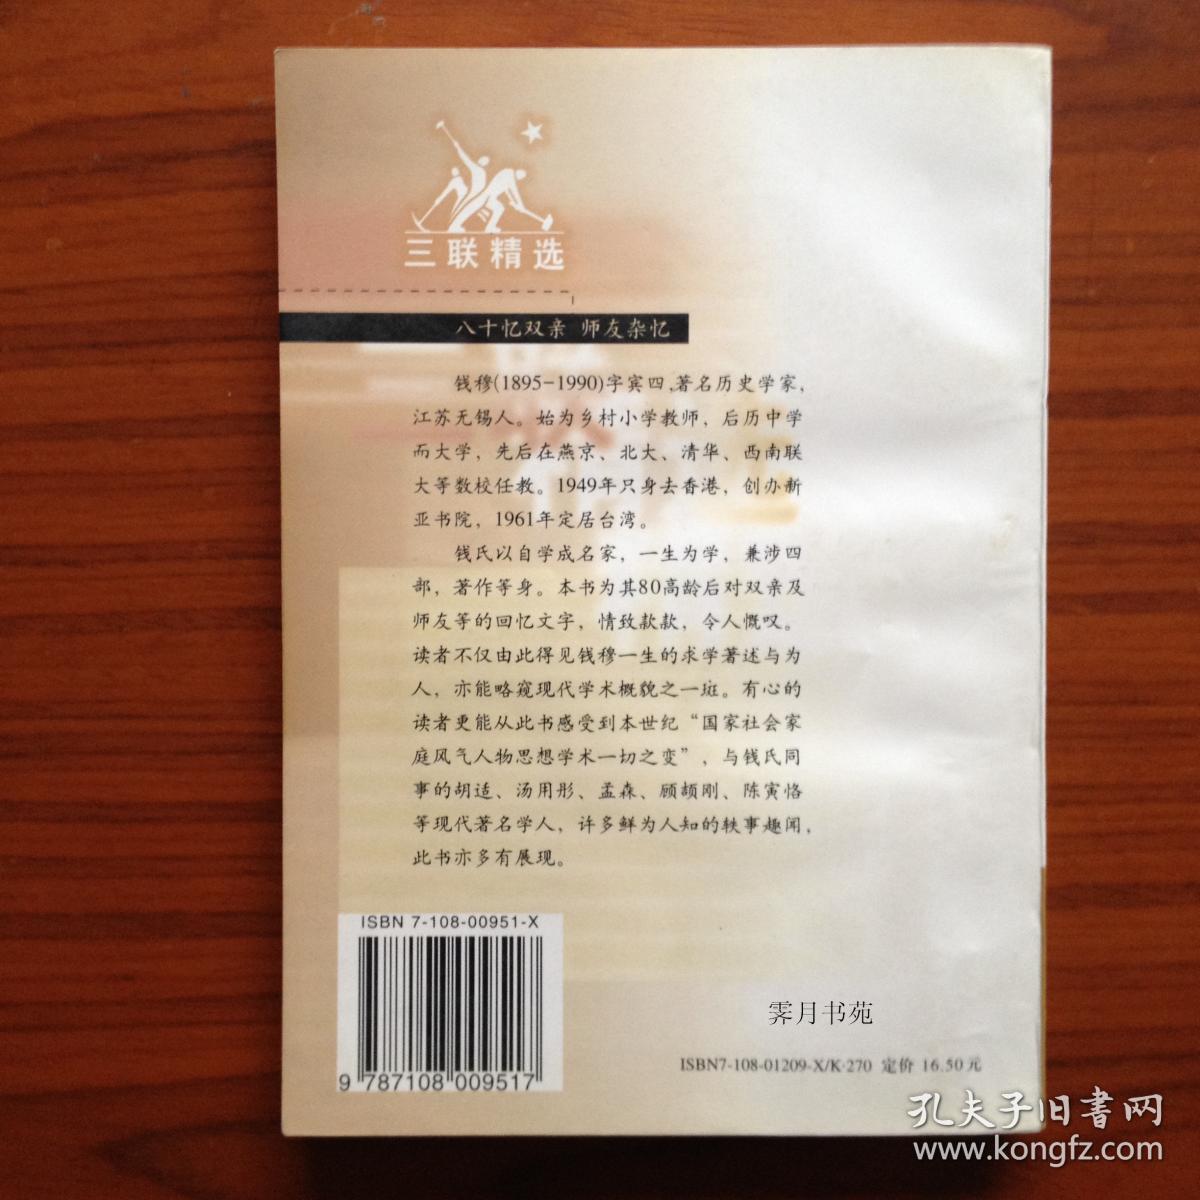 三联精选
八十忆双亲 师友杂忆
钱穆(1895-1990)字宾四,著名历史学家,
江苏无锡人。始为乡村小学教师，后历中学
而大学，先后在燕京、北大、清华、西南联
大等数校任教。1949年只身去香港，创办新
亚书院，1961年定居台湾。
钱氏以自学成名家，一生为学，兼涉四
部，著作等身。本书为其80高龄后对双亲及
师友等的回忆文字，情致款款，令人慨叹。
读者不仅由此得见钱穆一生的求学著述与为
人，亦能略窥现代学术概貌之一斑。有心的
读者更能从此书感受到本世纪“国家社会家
庭风气人物思想学术一切之变”，与钱氏同
事的胡适、汤用彤、孟森、顾颉刚、陈寅恪
等现代著名学人，许多鲜为人知的轶事趣闻，
此书亦多有展现。
ISBN 7-108-00951-X
9 787108 009517
霁月书苑
ISBN7-108-01209-X/K·270 定价 16.50元
孔夫子旧書网
www.kongfz.com